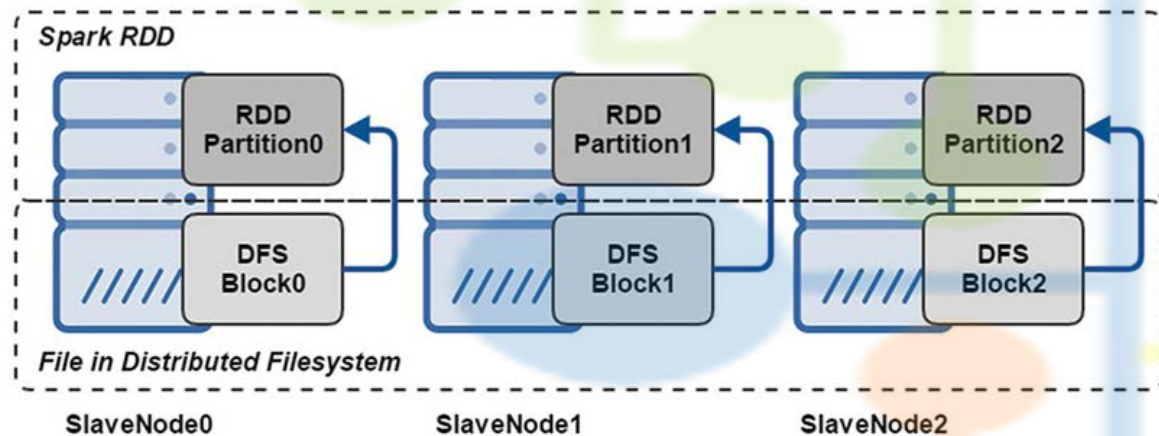 Spark RDD
RDD
Partition0
RDD
Partition1
RDD
Partition2
DFS
Block0
DFS
Block1
DFS
Block2
File in Distributed Filesystem
SlaveNode0
SlaveNode1
SlaveNode2